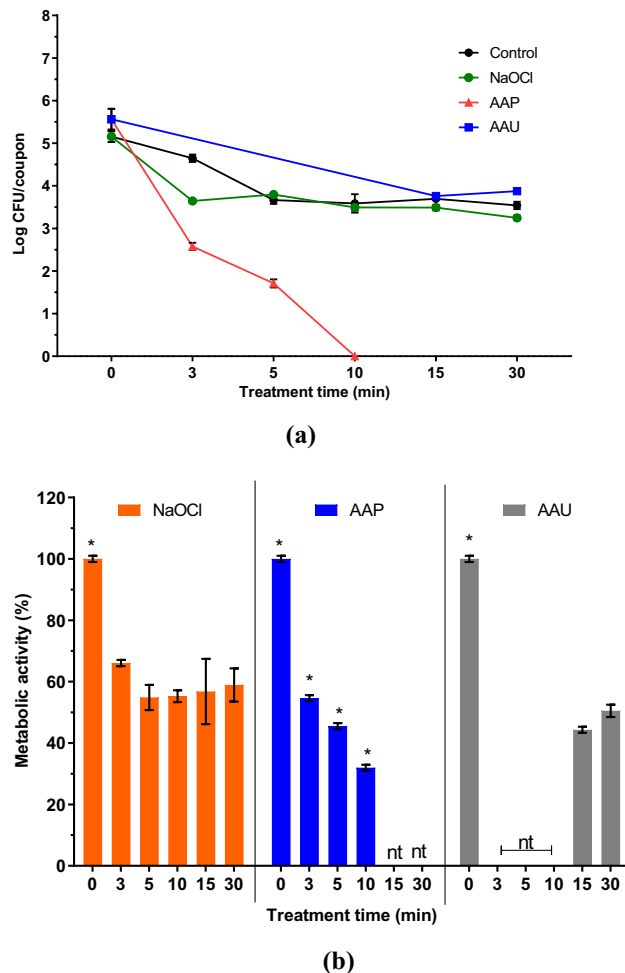 8
7
6
5
4
3
2
1
0
Log CFU/coupon
Control
NaOCl
AAP
AAU
0 3 5 10 15 30
Treatment time (min)
(a)
120
100
80
60
40
20
0
Metabolic activity (%)
NaOCl AAP AAU
* * *
* * *
nt nt nt
0 3 5 10 15 30 0 3 5 10 15 30 0 3 5 10 15 30
Treatment time (min)
(b)